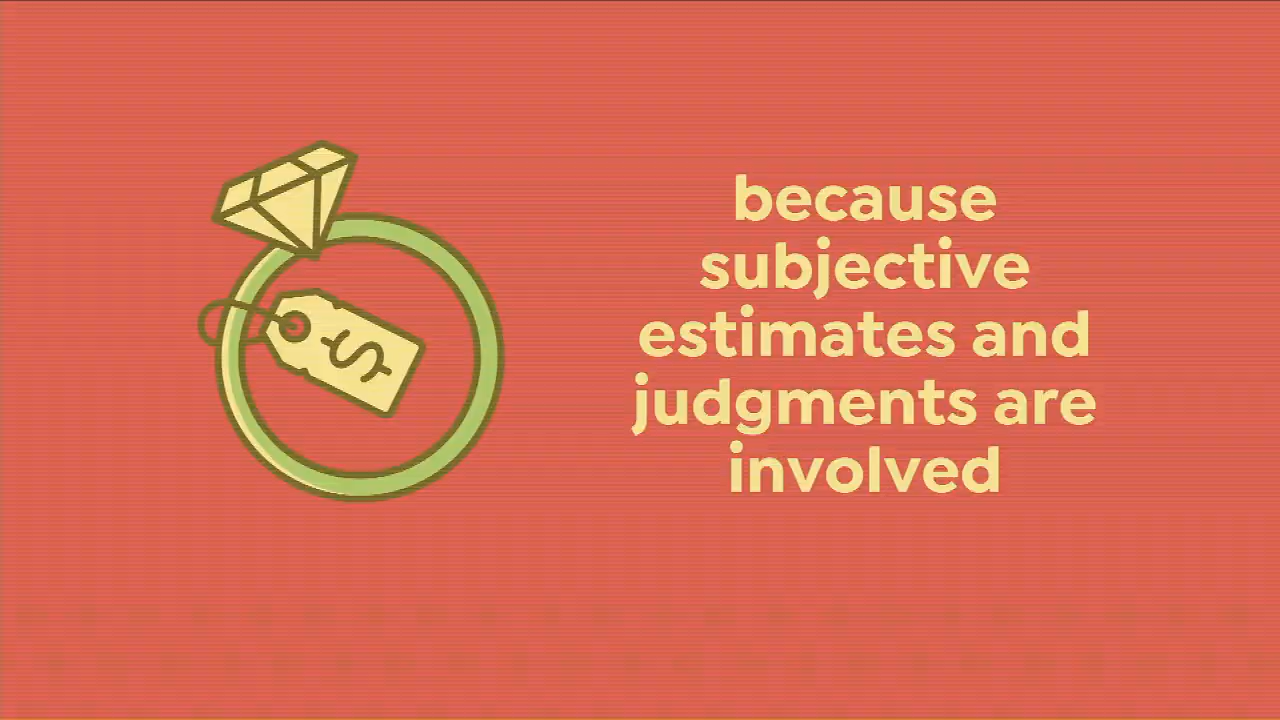 $
because
subjective
estimates and
judgments are
involved